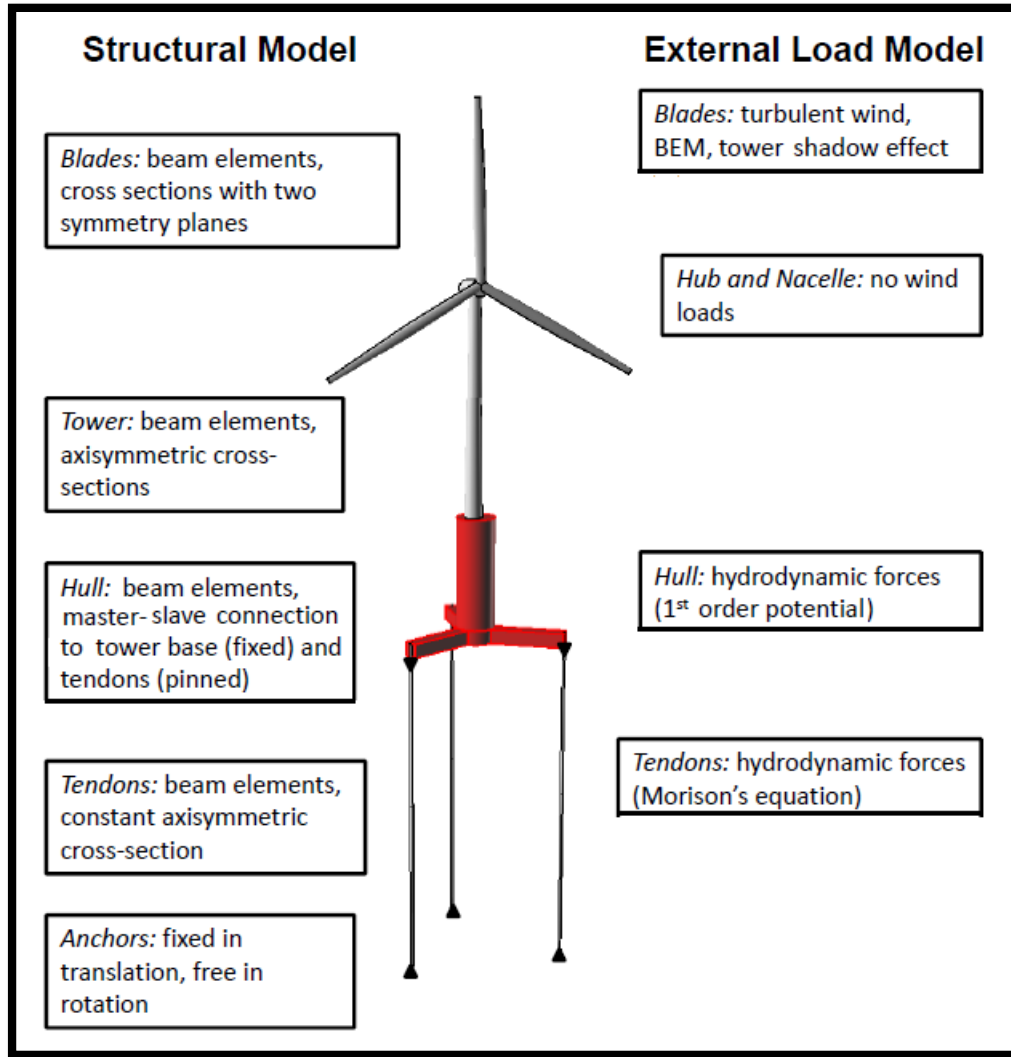 Structural Model
Blades: beam elements,
cross sections with two
symmetry planes
Tower: beam elements,
axisymmetric cross-
sections
Hull: beam elements,
master-slave connection
to tower base (fixed) and
tendons (pinned)
Tendons: beam elements,
constant axisymmetric
cross-section
Anchors: fixed in
translation, free in
rotation
External Load Model
Blades: turbulent wind,
BEM, tower shadow effect
Hub and Nacelle: no wind
loads
Hull: hydrodynamic forces
(1st order potential)
Tendons: hydrodynamic forces
(Morison's equation)